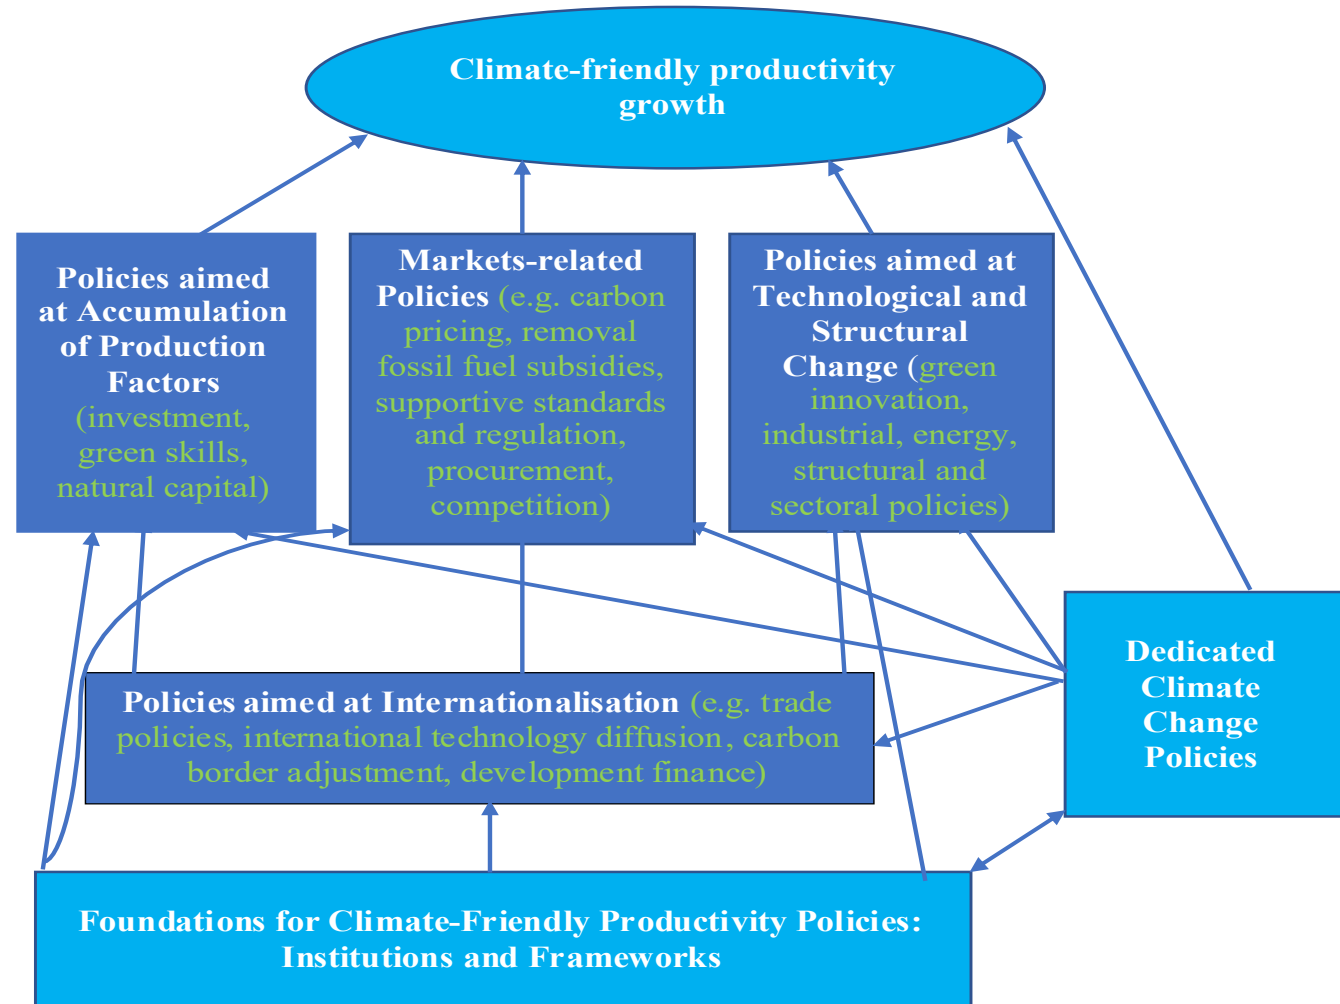 Climate-friendly productivity
growth
Policies aimed
at Accumulation
of Production
Factors
(investment,
green skills,
natural capital)
Markets-related
Policies (e.g. carbon
pricing, removal
fossil fuel subsidies,
supportive standards
and regulation,
procurement,
competition)
Policies aimed at
Technological and
Structural
Change (green
innovation,
industrial, energy,
structural and
sectoral policies)
Dedicated
Climate
Change
Policies
Policies aimed at Internationalisation (e.g. trade
policies, international technology diffusion, carbon
border adjustment, development finance)
Foundations for Climate-Friendly Productivity Policies:
Institutions and Frameworks